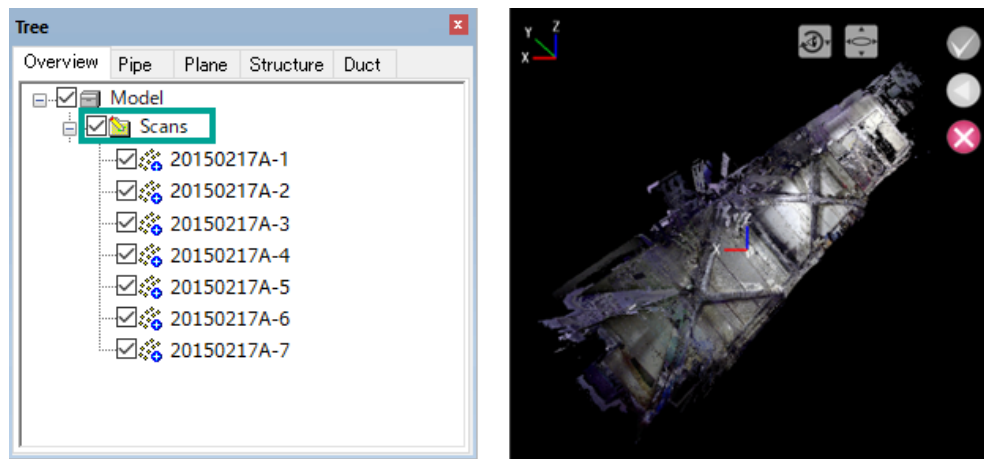 Tree
Overview Pipe Plane Structure Duct
Model
Scans
20150217A-1
20150217A-2
20150217A-3
20150217A-4
20150217A-5
20150217A-6
20150217A-7
Y Z
X
X